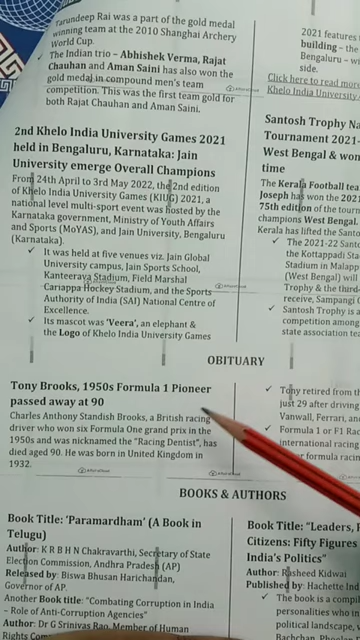 Tarundeep Rai was a part of the gold medal
winning team at the 2010 Shanghai Archery
World Cup.
✓ The Indian trio – Abhishek Verma, Rajat
Chauhan and Aman Saini has also won the
gold medal in compound men's team
competition. This was the first team gold for
both Rajat Chauhan and Aman Saini.
2nd Khelo India University Games 2021
held in Bengaluru, Karnataka: Jain
University emerge Overall Champions
From 24th April to 3rd May 2022, the 2nd edition
of Khelo India University Games (KIUG) 2021, a
national level multi-sport event was hosted by the
Karnataka government, Ministry of Youth Affairs
and Sports (MoYAS), and Jain University, Bengaluru
(Karnataka).
✓ It was held at five venues viz. Jain Global
University campus, Jain Sports School,
Kanteerava Stadium, Field Marshal
Cariappa Hockey Stadium, and the Sports
Authority of India (SAI) National Centre of
Excellence.
✓ Its mascot was 'Veera', an elephant &
the Logo of Khelo India University Games
2021 features
building – the
Bengaluru – wi
side.
Click here to read more
Khelo India University
Santosh Trophy Na
Tournament 2021-
West Bengal & won
time
The Kerala Football tea
Joseph has won the 2021
75th edition of the tourn
champions West Bengal.
Kerala has lifted the Santo
✓ The 2021-22 Santo
the Kottappadi Sta
Stadium in Malapp
(West Bengal) will
Trophy & the third-
receive, Sampangi C
✓ Santosh Trophy is a
competition among
state association tea
OBITUARY
Tony Brooks, 1950s Formula 1 Pioneer
passed away at 90
Charles Anthony Standish Brooks, a British racing
driver who won six Formula One grand prix in the
1950s and was nicknamed the "Racing Dentist", has
died aged 90. He was born in United Kingdom in
1932.
✓ Tony retired from th
just 29 after driving
Vanwall, Ferrari, and
✓ Formula 1 or F1 Rac
international racing
formula racin
BOOKS & AUTHORS
Book Title: 'Paramardham' (A Book in
Telugu)
Author: K R B H N Chakravarthi, Secretary of State
Election Commission, Andhra Pradesh (AP)
Released by: Biswa Bhusan Harichandan,
Governor of AP.
Another Book title: "Combating Corruption in India
– Role of Anti-Corruption Agencies"
Author: Dr G Srinivas Rao, Member of Human
Rights Com
Book Title: "Leaders, P
Citizens: Fifty Figures
India's Politics"
Author: Rasheed Kidwai
Published by: Hachette Ind
✓ The book is a compil
personalities who in
political landscape,
Bachchan, Phoolan